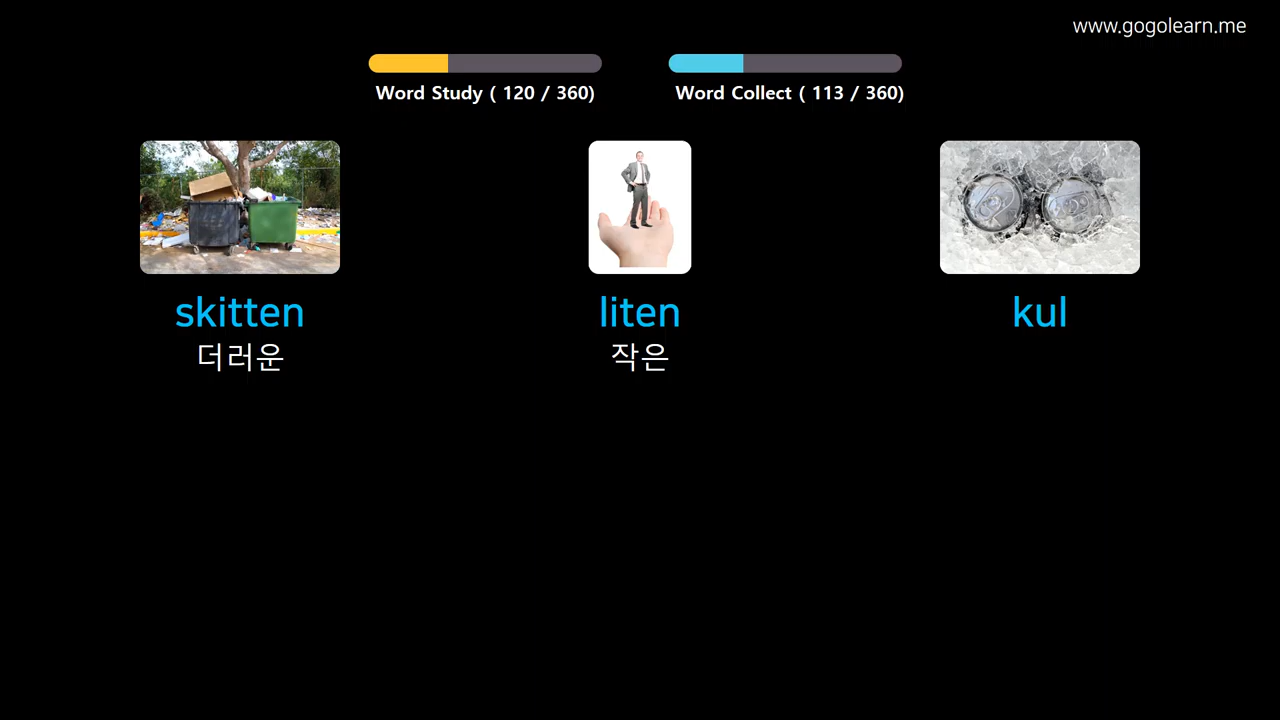 www.gogolearn.me
Word Study ( 120 / 360)
Word Collect ( 113 / 360)
skitten
liten
kul
더러운
작은